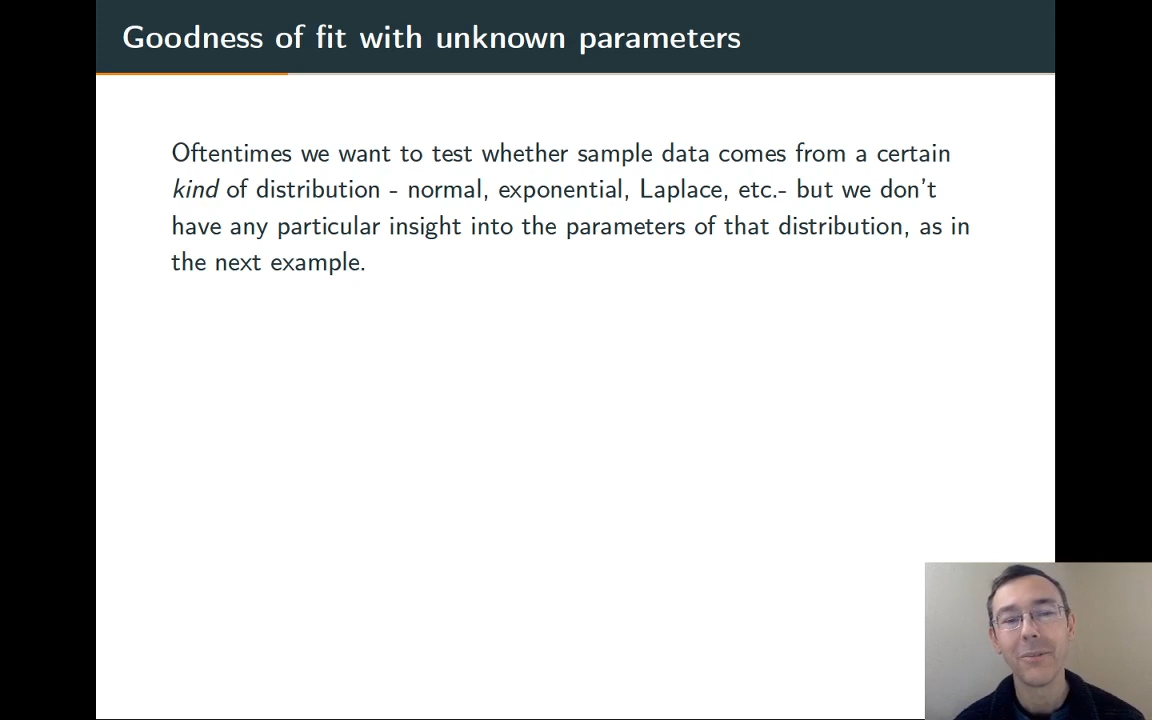 Goodness of fit with unknown parameters
Oftentimes we want to test whether sample data comes from a certain
kind of distribution - normal, exponential, Laplace, etc.- but we don't
have any particular insight into the parameters of that distribution, as in
the next example.